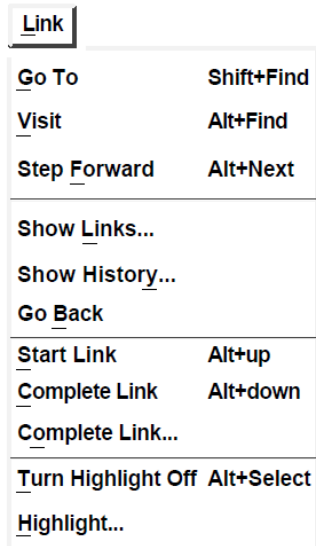 Link
Go To Shift+Find
Visit Alt+Find
Step Forward Alt+Next
Show Links...
Show History...
Go Back
Start Link Alt+up
Complete Link Alt+down
Complete Link...
Turn Highlight Off Alt+Select
Highlight...